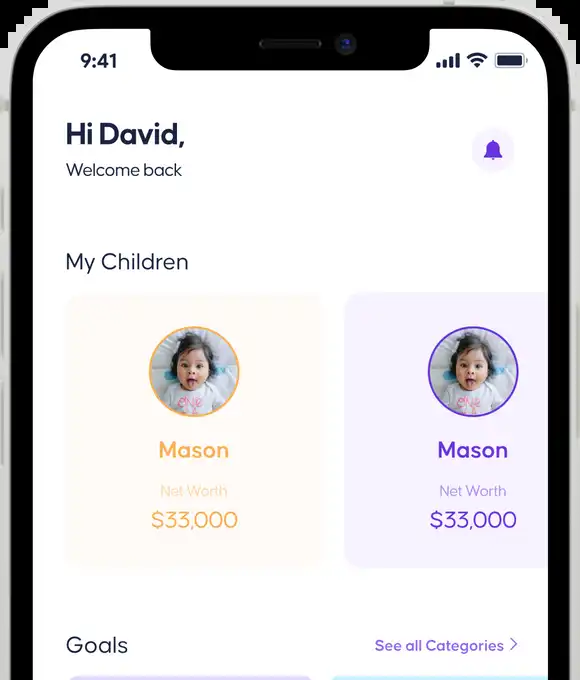 9:41
Hi David,
Welcome back
My Children
Mason
Net Worth
$33,000
Mason
Net Worth
$33,000
Goals
See all Categories